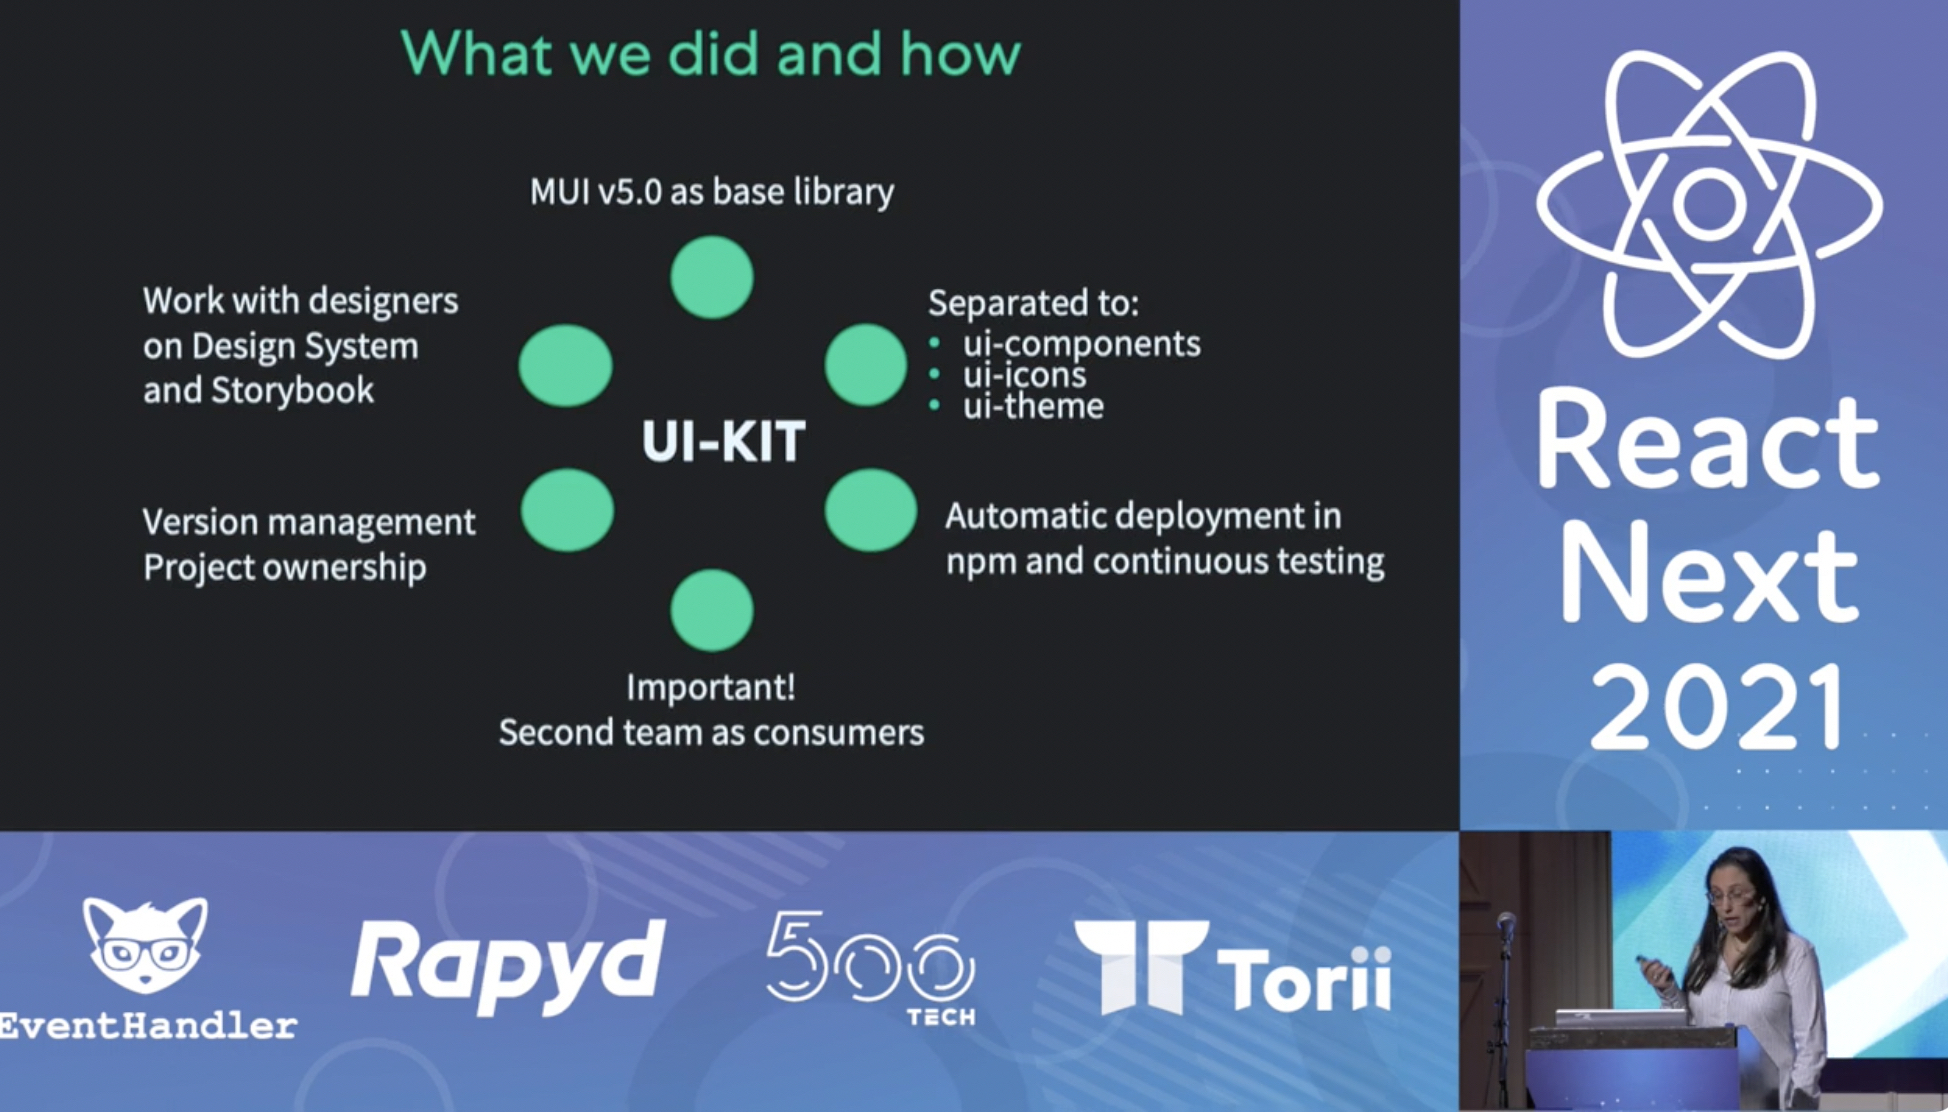 What we did and how
MUI v5.0 as base library
Work with designers
on Design System
and Storybook
Separated to:
• ui-components
• ui-icons
• ui-theme
UI-KIT
Version management
Project ownership
Automatic deployment in
npm and continuous testing
Important!
Second team as consumers
React
Next
2021
EventHandler
Rapyd
500
TECH
Torii